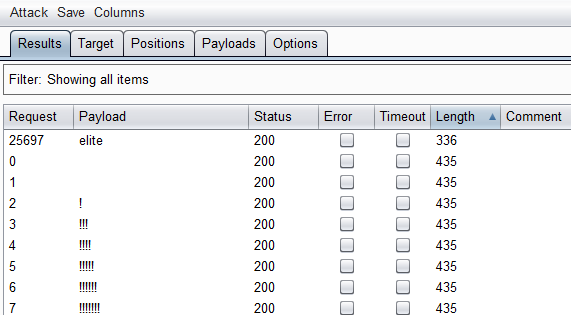 Attack Save Columns
Results Target Positions Payloads Options
Filter: Showing all items
Request Payload Status Error Timeout Length Comment
25697 elite 200 336
0 200 435
1 200 435
2 ! 200 435
3 !!! 200 435
4 !!!! 200 435
5 !!!!! 200 435
6 !!!!!! 200 435
7 !!!!!!! 200 435